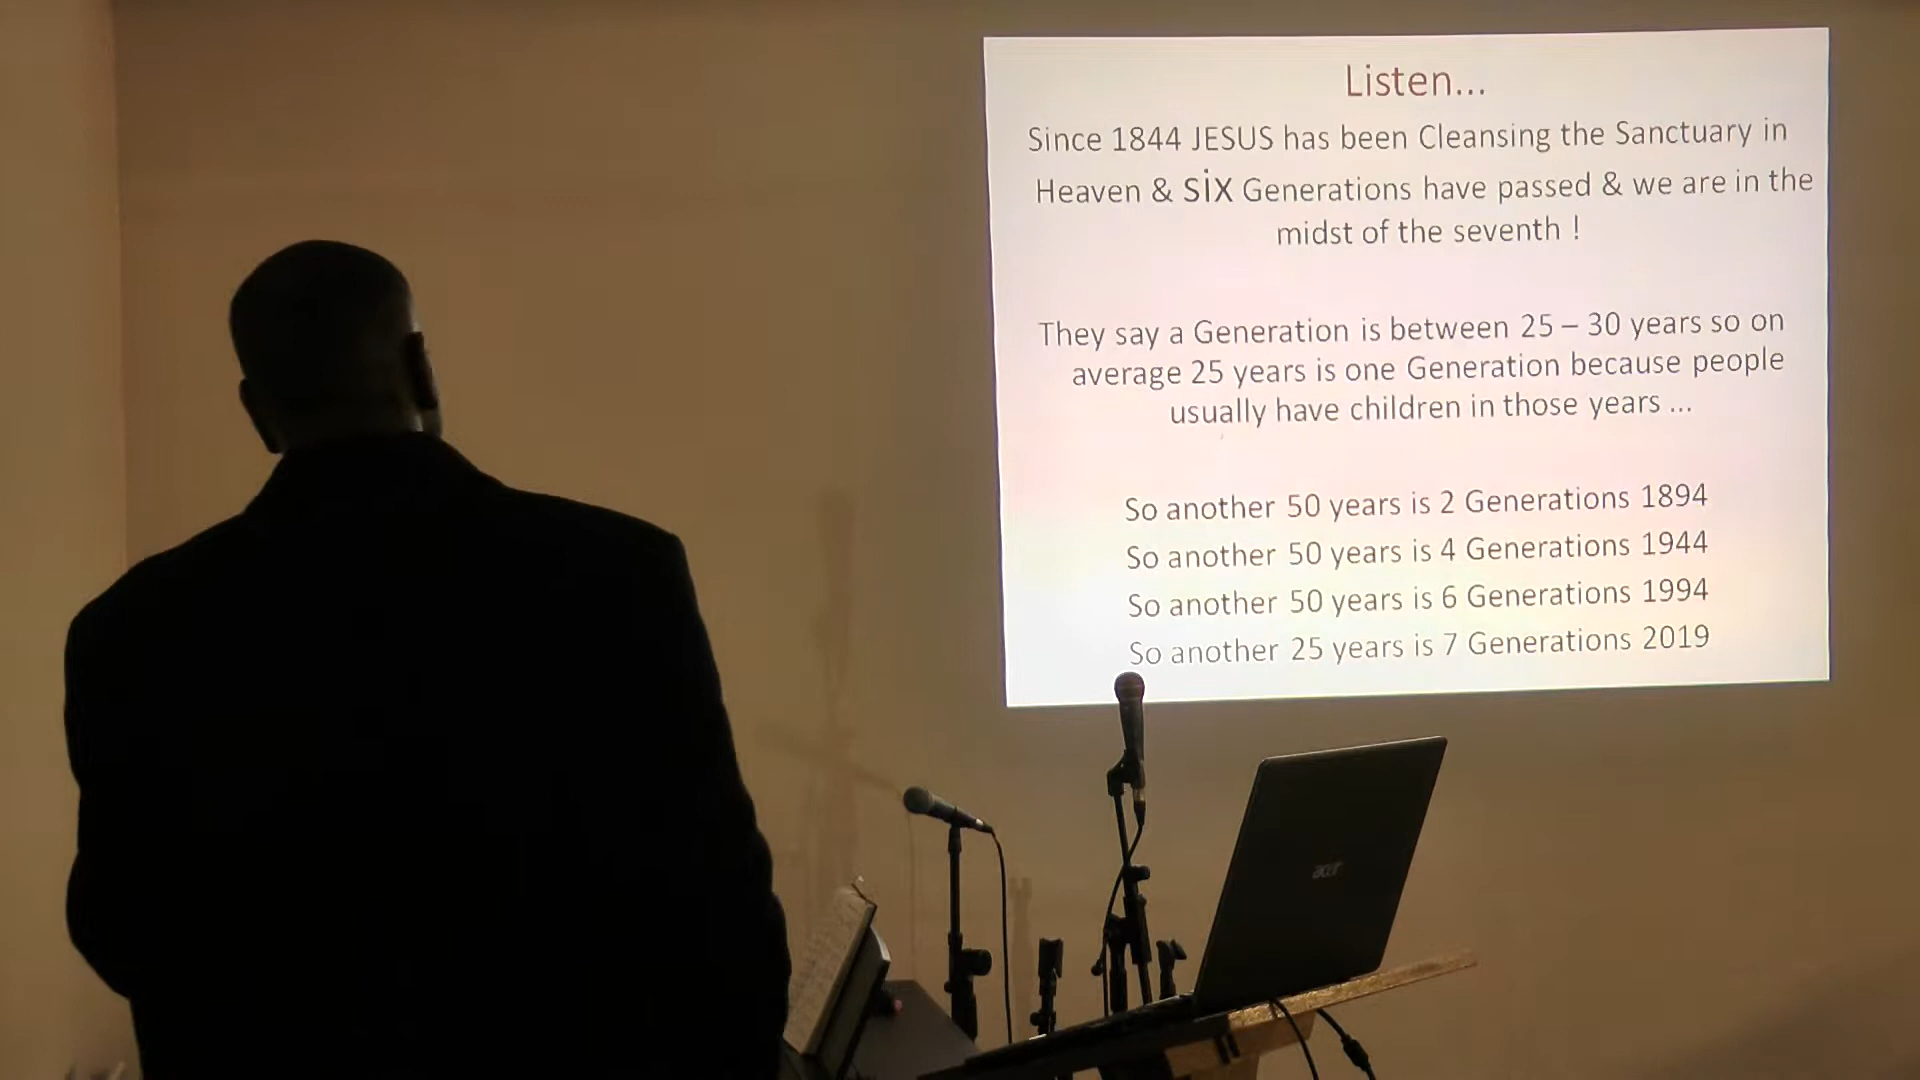 Listen...
Since 1844 JESUS has been Cleansing the Sanctuary in
Heaven & six Generations have passed & we are in the
midst of the seventh !
They say a Generation is between 25 – 30 years so on
average 25 years is one Generation because people
usually have children in those years ...
So another 50 years is 2 Generations 1894
So another 50 years is 4 Generations 1944
So another 50 years is 6 Generations 1994
So another 25 years is 7 Generations 2019
acer